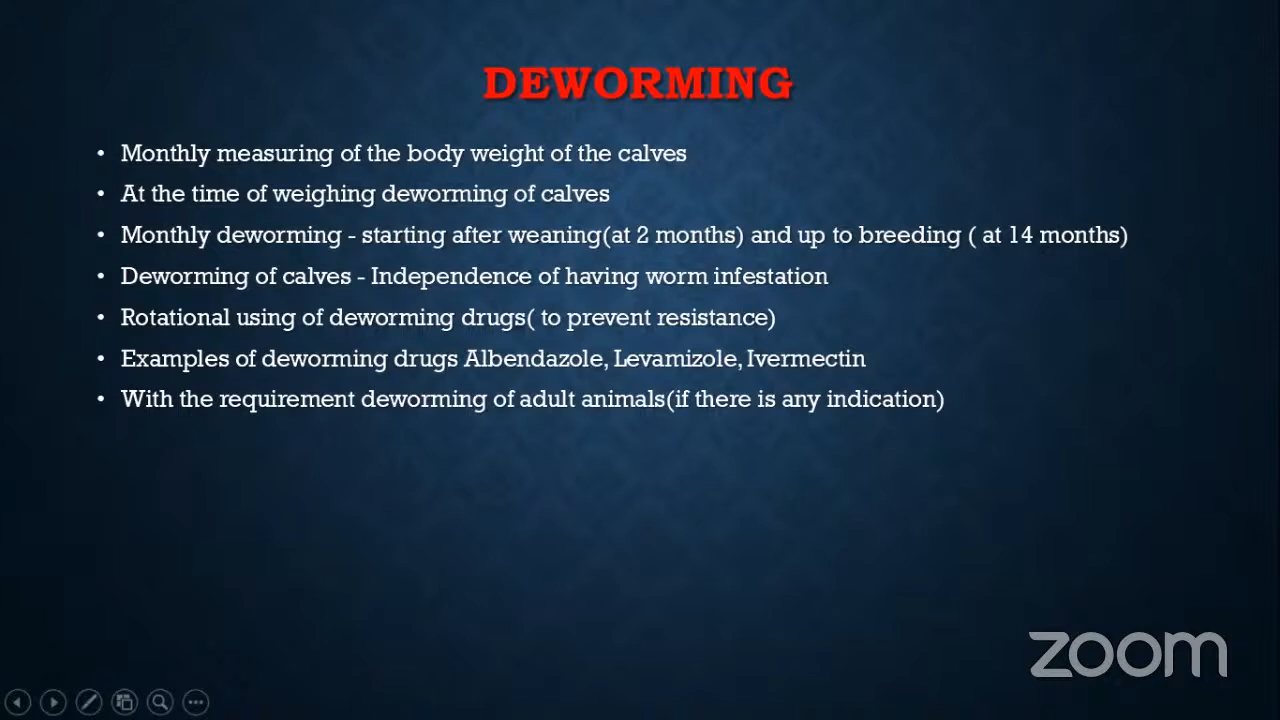 DEWORMING
• Monthly measuring of the body weight of the calves
• At the time of weighing deworming of calves
• Monthly deworming - starting after weaning(at 2 months) and up to breeding ( at 14 months)
• Deworming of calves - Independence of having worm infestation
• Rotational using of deworming drugs( to prevent resistance)
• Examples of deworming drugs Albendazole, Levamizole, Ivermectin
• With the requirement deworming of adult animals(if there is any indication)
zoom